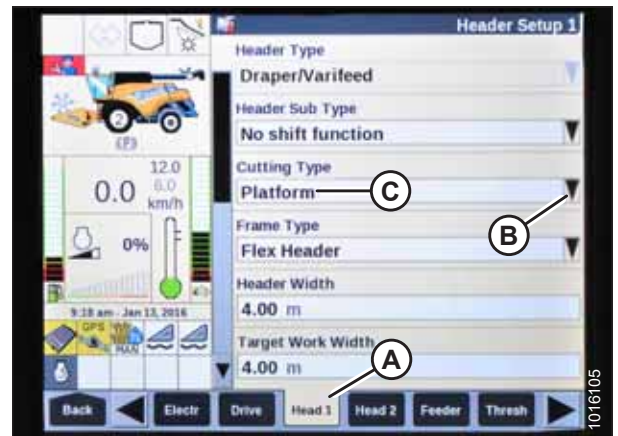 Header Setup 1
Header Type
Draper/Varifeed
Header Sub Type
No shift function
Cutting Type
Platform
C
B
Frame Type
Flex Header
Header Width
4.00 m
Target Work Width
4.00 m
A
2
(P)
12.0
6.0
0.0 km/h
0%
9:18 am - Jan 13, 2016
GPS
MAN
Back
Electr
Drive
Head 1
Head 2
Feeder
Thresh
1016105